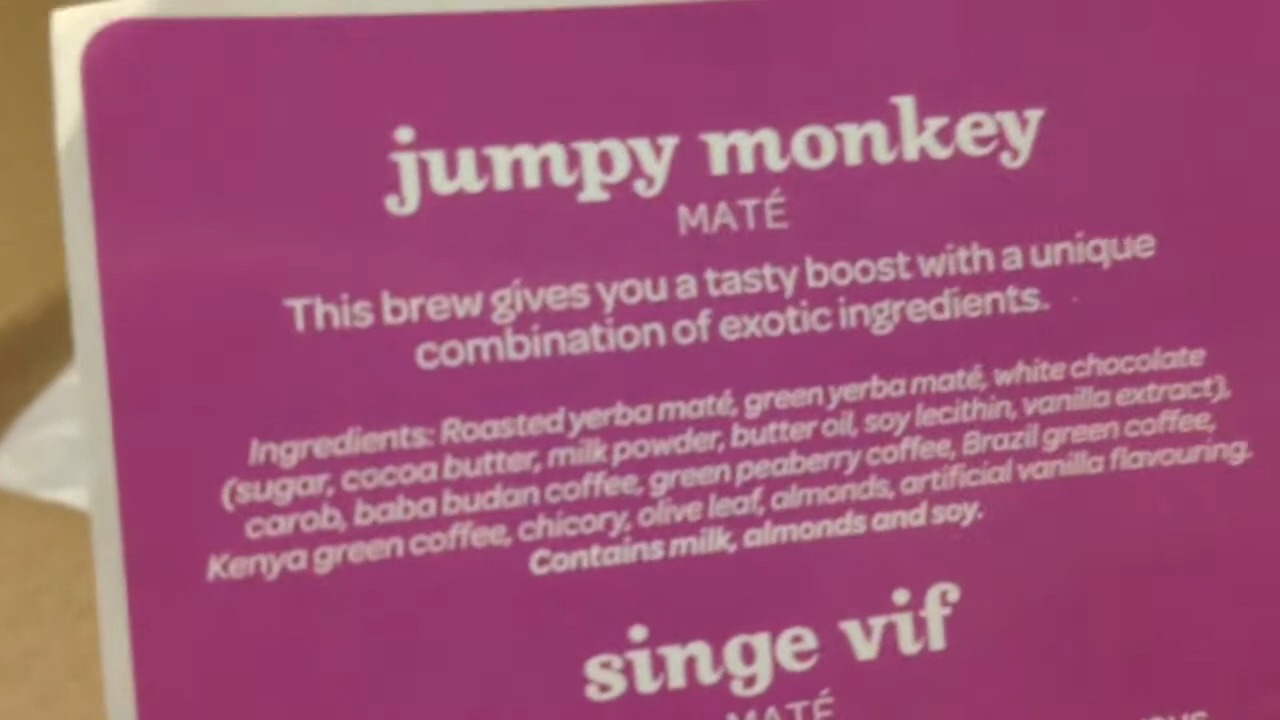 jumpy monkey
MATÉ
This brew gives you a tasty boost with a unique
combination of exotic ingredients.
Ingredients: Roasted yerba maté, green yerba maté, white chocolate
(sugar, cocoa butter, milk powder, butter oil, soy lecithin, vanilla extract),
carob, baba budan coffee, green peaberry coffee, Brazil green coffee,
Kenya green coffee, chicory, olive leaf, almonds, artificial vanilla flavouring.
Contains milk, almonds and soy.
singe vif
MATÉ